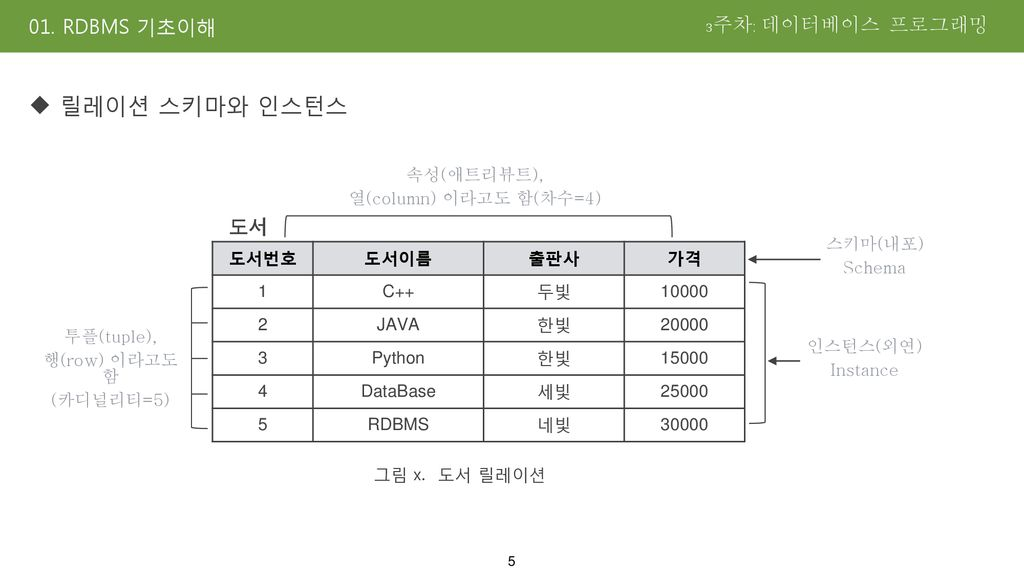 01. RDBMS 기초이해
3주차: 데이터베이스 프로그래밍
◆ 릴레이션 스키마와 인스턴스
속성(애트리뷰트),
열(column) 이라고도 함(차수=4)
도서
도서번호 도서이름 출판사 가격
1 C++ 두빛 10000
2 JAVA 한빛 20000
3 Python 한빛 15000
4 DataBase 세빛 25000
5 RDBMS 네빛 30000
스키마(내포)
Schema
투플(tuple),
행(row) 이라고도
함
(카디널리티=5)
인스턴스(외연)
Instance
그림 x. 도서 릴레이션
5